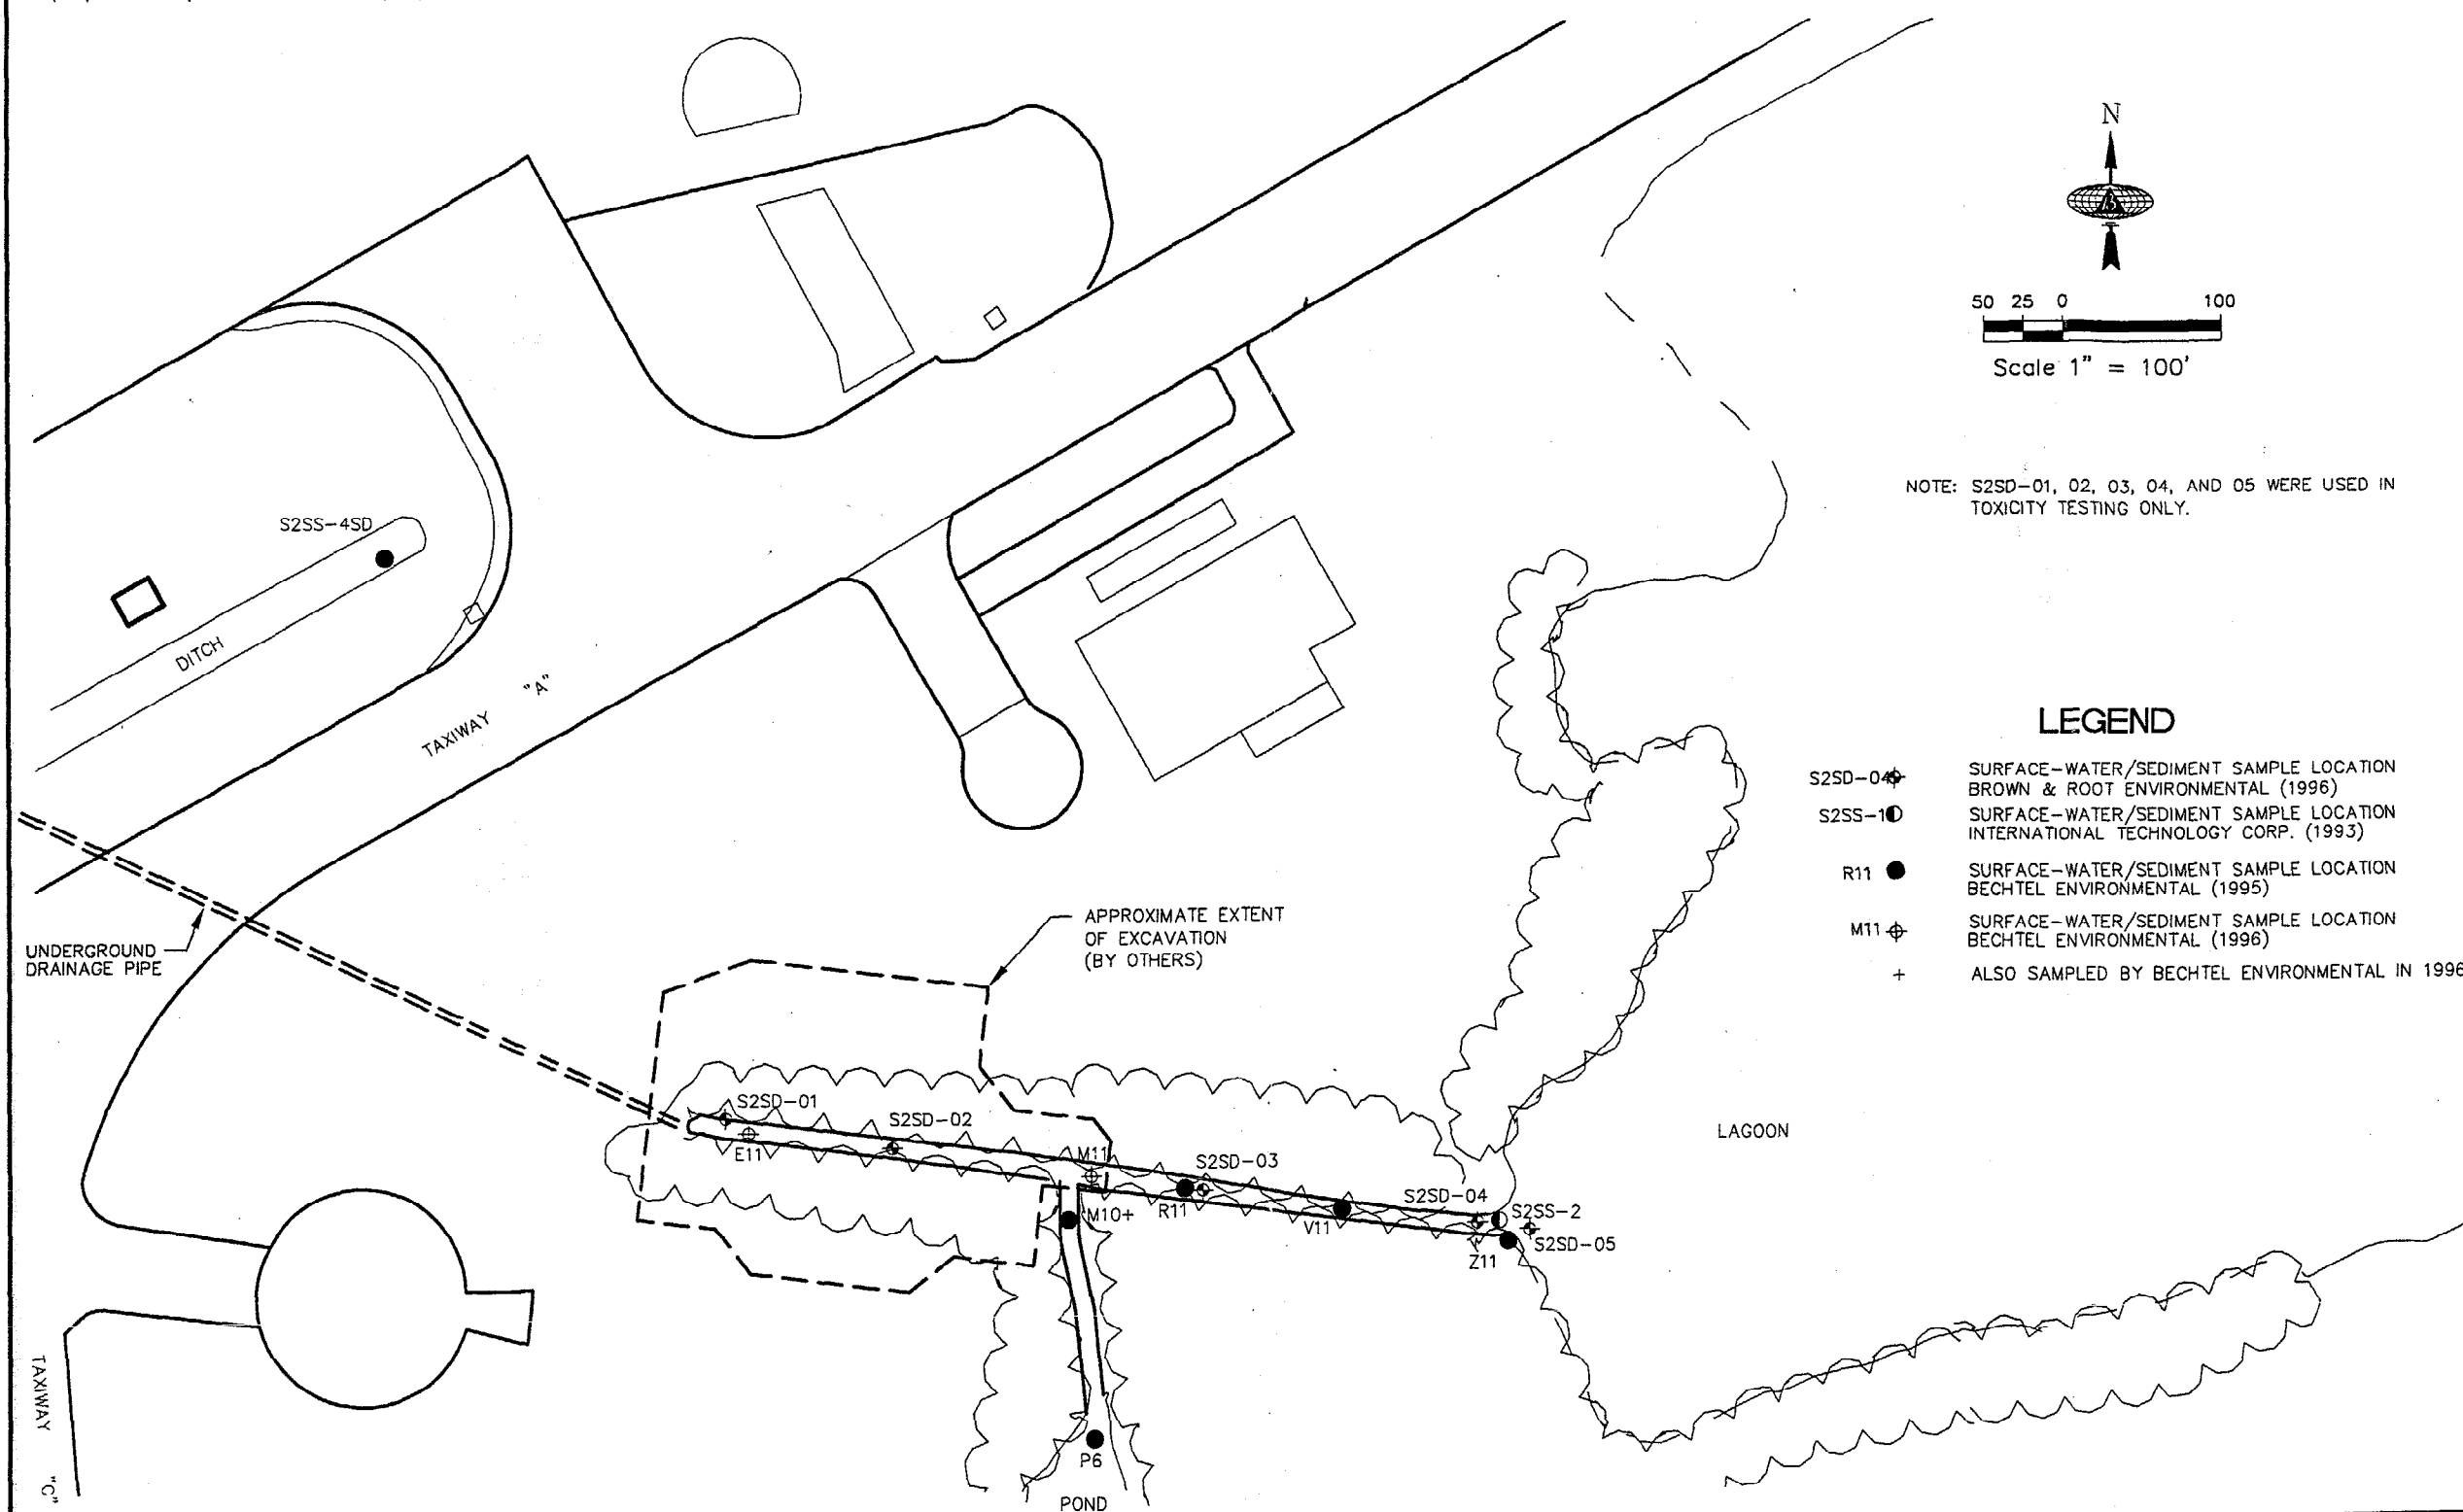 N
50 25 0 100
Scale 1" = 100'
NOTE: S2SD-01, 02, 03, 04, AND 05 WERE USED IN
TOXICITY TESTING ONLY.
S2SS-4SD
DITCH
TAXIWAY "A"
LEGEND
S2SD-04 SURFACE-WATER/SEDIMENT SAMPLE LOCATION
BROWN & ROOT ENVIRONMENTAL (1996)
S2SS-1 SURFACE-WATER/SEDIMENT SAMPLE LOCATION
INTERNATIONAL TECHNOLOGY CORP. (1993)
R11 SURFACE-WATER/SEDIMENT SAMPLE LOCATION
BECHTEL ENVIRONMENTAL (1995)
M11 SURFACE-WATER/SEDIMENT SAMPLE LOCATION
BECHTEL ENVIRONMENTAL (1996)
+ ALSO SAMPLED BY BECHTEL ENVIRONMENTAL IN 1996
UNDERGROUND
DRAINAGE PIPE
APPROXIMATE EXTENT
OF EXCAVATION
(BY OTHERS)
S2SD-01
S2SD-02
E11
M11
S2SD-03
LAGOON
M10+
R11
V11
S2SD-04
S2SS-2
S2SD-05
Z11
TAXIWAY "C"
P6
POND